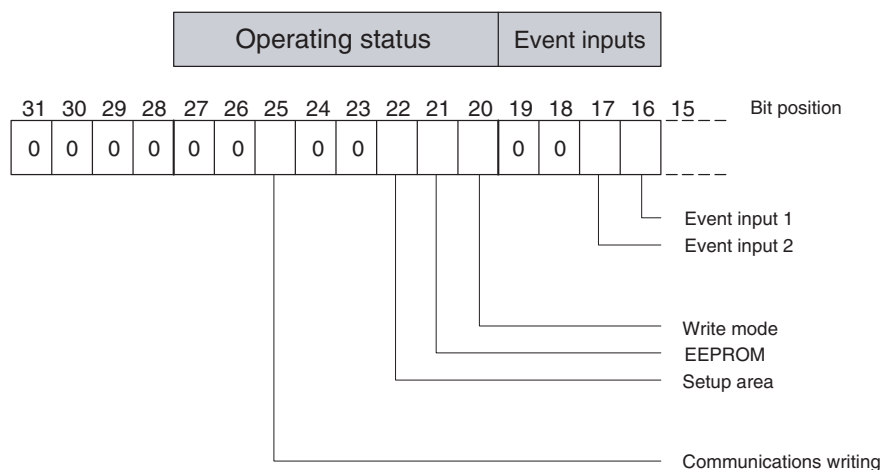 Operating status Event inputs
31 30 29 28 27 26 25 24 23 22 21 20 19 18 17 16 15 Bit position
0 0 0 0 0 0 0 0 0 0
Event input 1
Event input 2
Write mode
EEPROM
Setup area
Communications writing